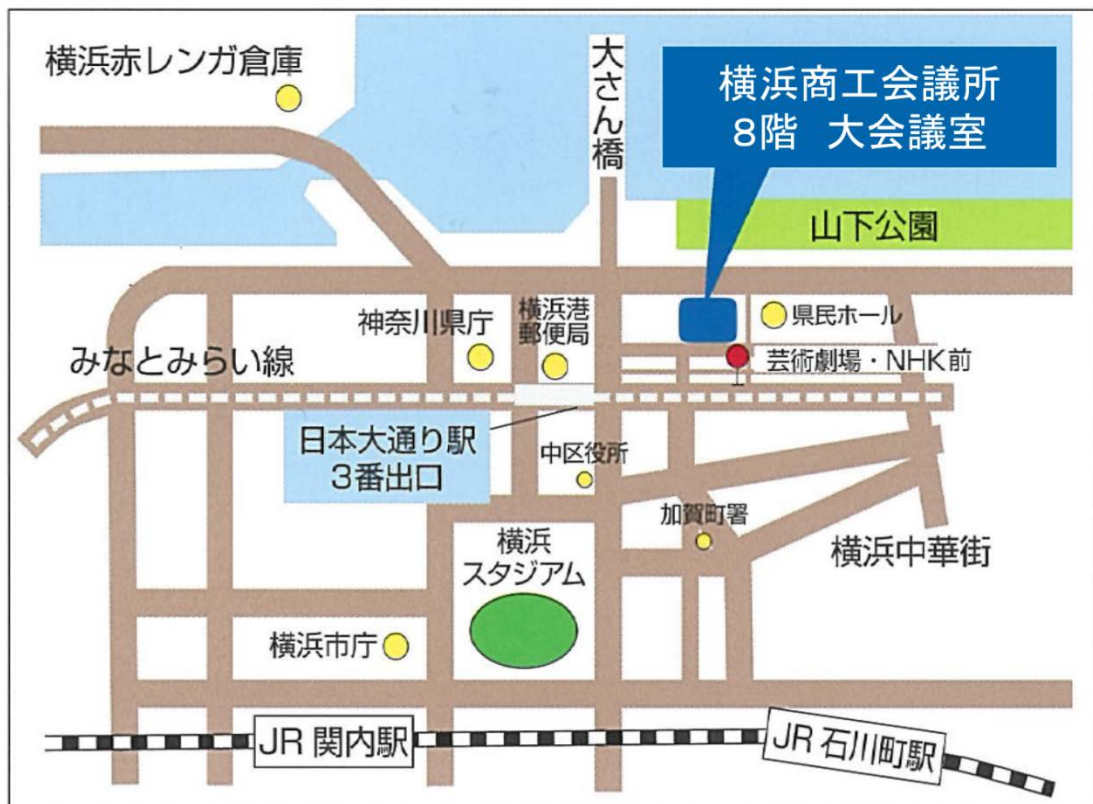 横浜赤レンガ倉庫
大さん橋
横浜商工会議所
8階 大会議室
山下公園
神奈川県庁
横浜港
郵便局
県民ホール
みなとみらい線
芸術劇場・NHK前
日本大通り駅
3番出口
中区役所
加賀町署
横浜
スタジアム
横浜中華街
横浜市庁
JR 関内駅
JR 石川町駅